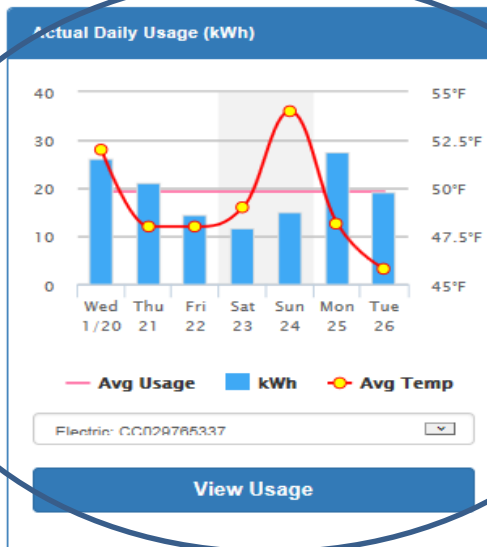 Actual Daily Usage (kWh)
40 55°F
30 52.5°F
20 50°F
10 47.5°F
0 45°F
Wed Thu Fri Sat Sun Mon Tue
1/20 21 22 23 24 25 26
Avg Usage kWh Avg Temp
Electric: CC029765337
View Usage